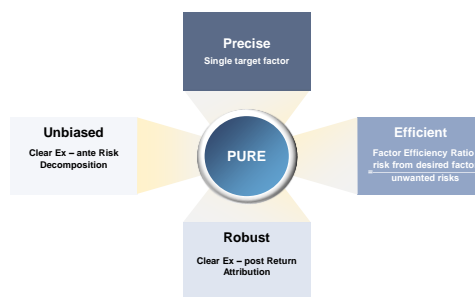 Precise
Single target factor
Unbiased
Clear Ex – ante Risk
Decomposition
PURE
Efficient
Factor Efficiency Ratio
risk from desired factor
unwanted risks
Robust
Clear Ex – post Return
Attribution